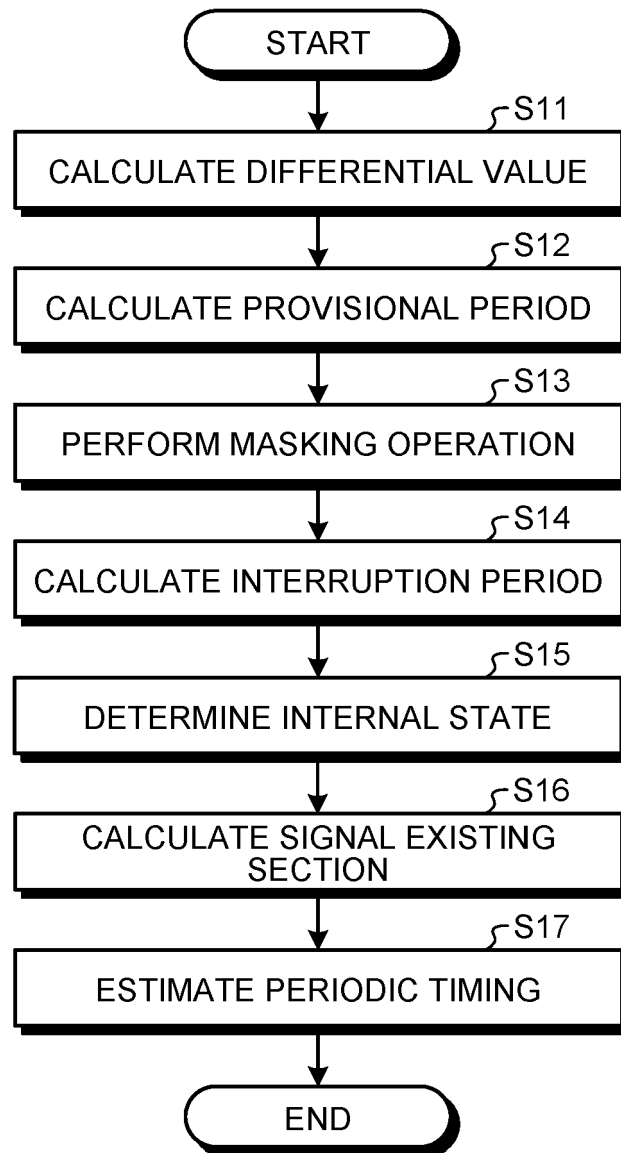 START
S11
CALCULATE DIFFERENTIAL VALUE
S12
CALCULATE PROVISIONAL PERIOD
S13
PERFORM MASKING OPERATION
S14
CALCULATE INTERRUPTION PERIOD
S15
DETERMINE INTERNAL STATE
S16
CALCULATE SIGNAL EXISTING
SECTION
S17
ESTIMATE PERIODIC TIMING
END